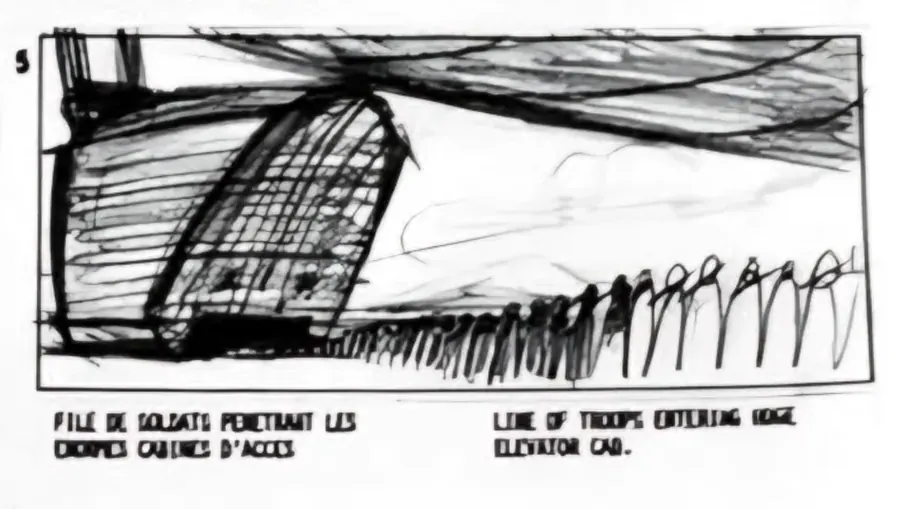 5
FILE DE SOLDATS PENETRANT LES
ENORMES CABINES D'ACCES
LINE OF TROOPS ENTERING HUGE
ELEVATOR CAB.